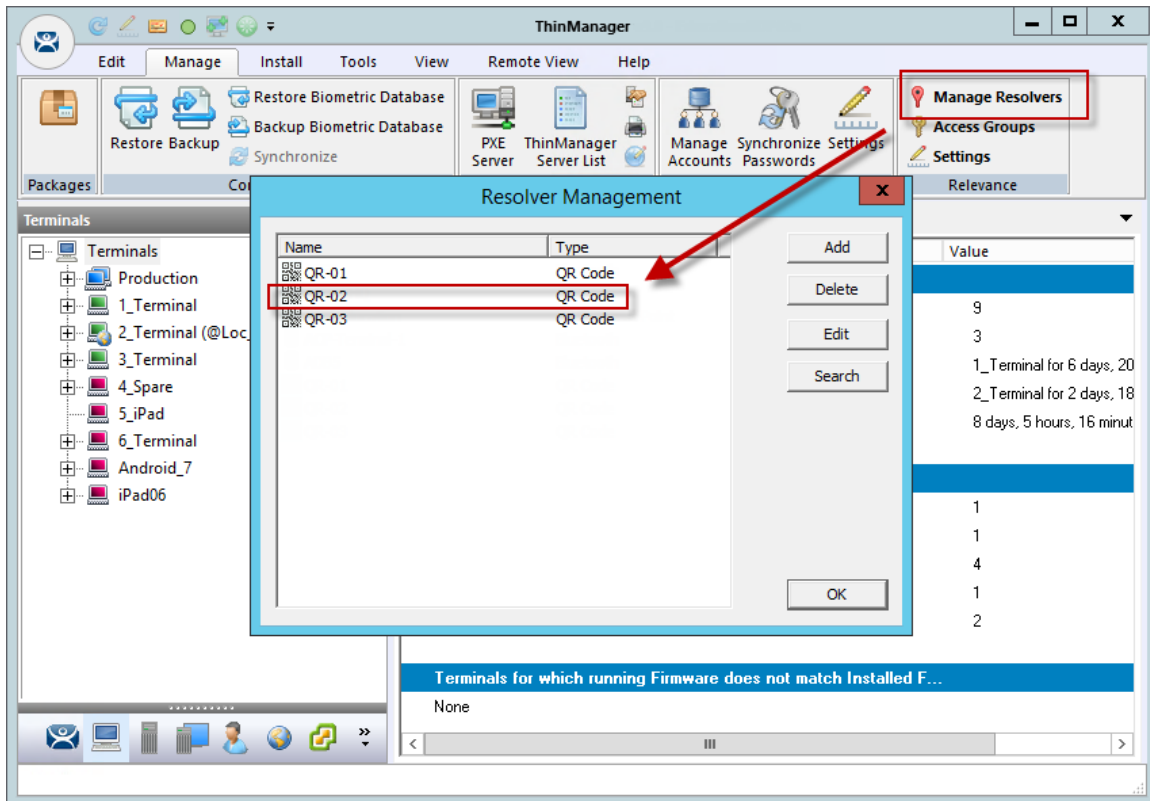 ThinManager
Edit Manage Install Tools View Remote View Help
Restore Backup
Restore Biometric Database
Backup Biometric Database
Synchronize
PXE Server
ThinManager Server List
Manage Accounts
Synchronize Passwords
Settings
Manage Resolvers
Access Groups
Settings
Packages
Co
Relevance
Terminals
Terminals
Production
1_Terminal
2_Terminal (@Loc_
3_Terminal
4_Spare
5_iPad
6_Terminal
Android_7
iPad06
Resolver Management
Name Type
QR-01 QR Code
QR-02 QR Code
QR-03 QR Code
Add
Delete
Edit
Search
OK
Value
9
3
1_Terminal for 6 days, 20
2_Terminal for 2 days, 18
8 days, 5 hours, 16 minut
1
1
4
1
2
Terminals for which running Firmware does not match Installed F...
None